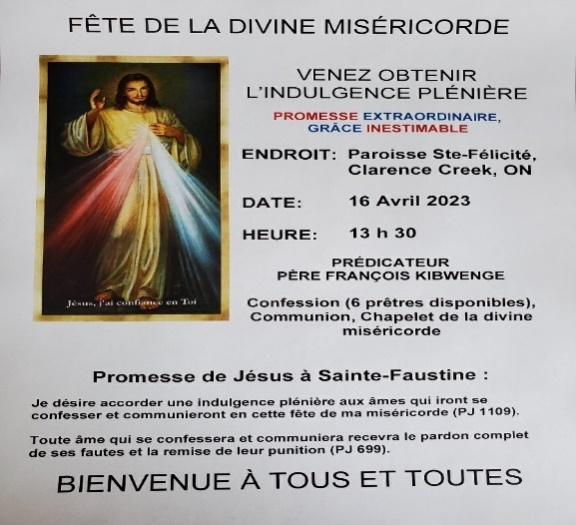 FÊTE DE LA DIVINE MISÉRICORDE
VENEZ OBTENIR
L'INDULGENCE PLÉNIÈRE
PROMESSE EXTRAORDINAIRE,
GRÂCE INESTIMABLE
ENDROIT: Paroisse Ste-Félicité,
Clarence Creek, ON
DATE: 16 Avril 2023
HEURE: 13 h 30
PRÉDICATEUR
PÈRE FRANÇOIS KIBWENGE
Confession (6 prêtres disponibles),
Communion, Chapelet de la divine
miséricorde
Jésus, j'ai confiance en Toi
Promesse de Jésus à Sainte-Faustine :
Je désire accorder une indulgence plénière aux âmes qui iront se
confesser et communieront en cette fête de ma miséricorde (PJ 1109).
Toute âme qui se confessera et communiera recevra le pardon complet
de ses fautes et la remise de leur punition (PJ 699).
BIENVENUE À TOUS ET TOUTES